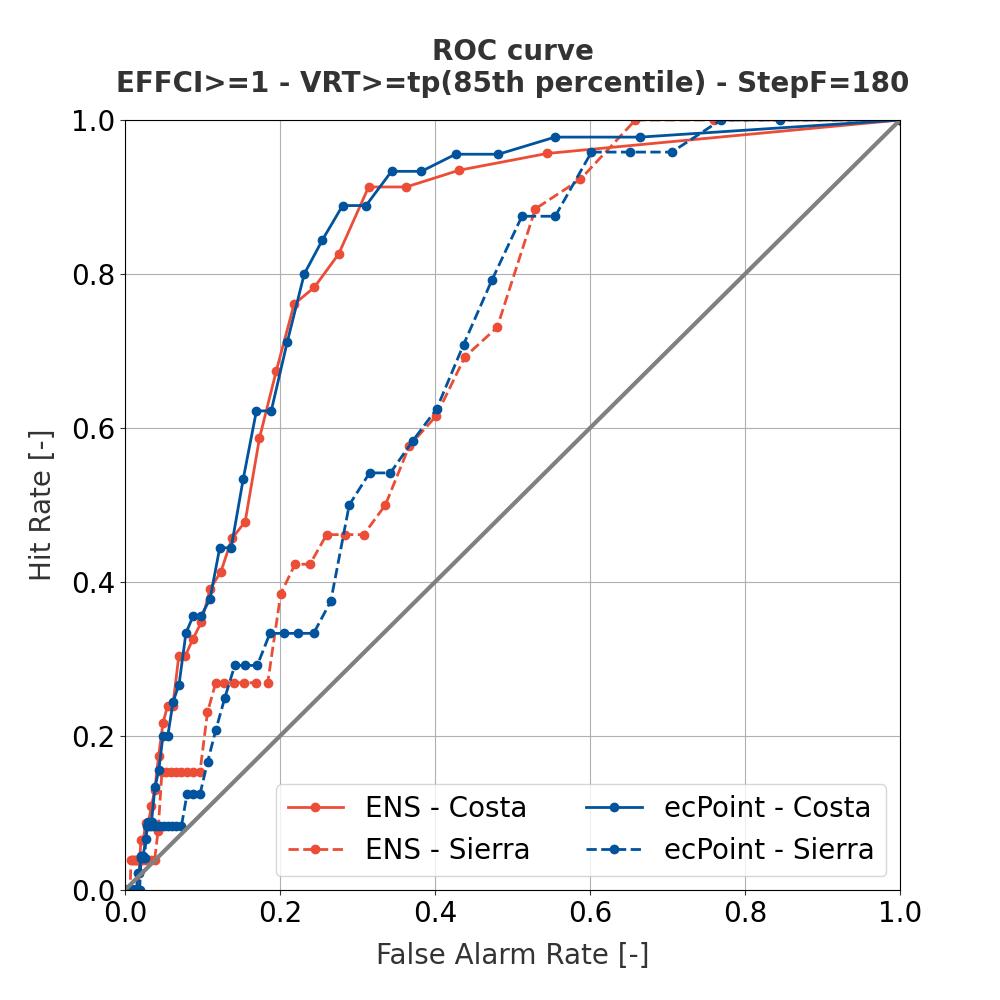 ROC curve
EFFCI>=1 - VRT>=tp(85th percentile) - StepF=180
1.0
0.8
0.6
0.4
0.2
0.0
Hit Rate [-]
ENS - Costa
ENS - Sierra
ecPoint - Costa
ecPoint - Sierra
0.0 0.2 0.4 0.6 0.8 1.0
False Alarm Rate [-]